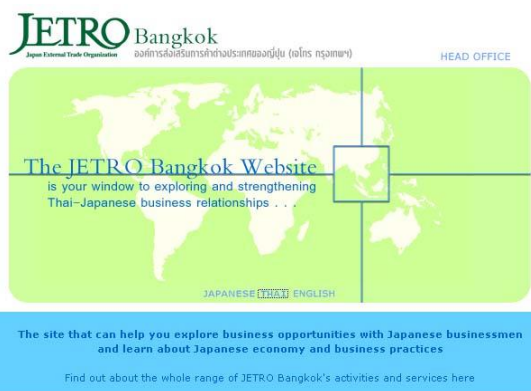 JETRO Bangkok
Japan External Trade Organization
องค์การส่งเสริมการค้าต่างประเทศของญี่ปุ่น (เจโทร กรุงเทพฯ)
HEAD OFFICE
The JETRO Bangkok Website
is your window to exploring and strengthening
Thai-Japanese business relationships . . .
JAPANESE THAI ENGLISH
The site that can help you explore business opportunities with Japanese businessmen
and learn about Japanese economy and business practices
Find out about the whole range of JETRO Bangkok's activities and services here